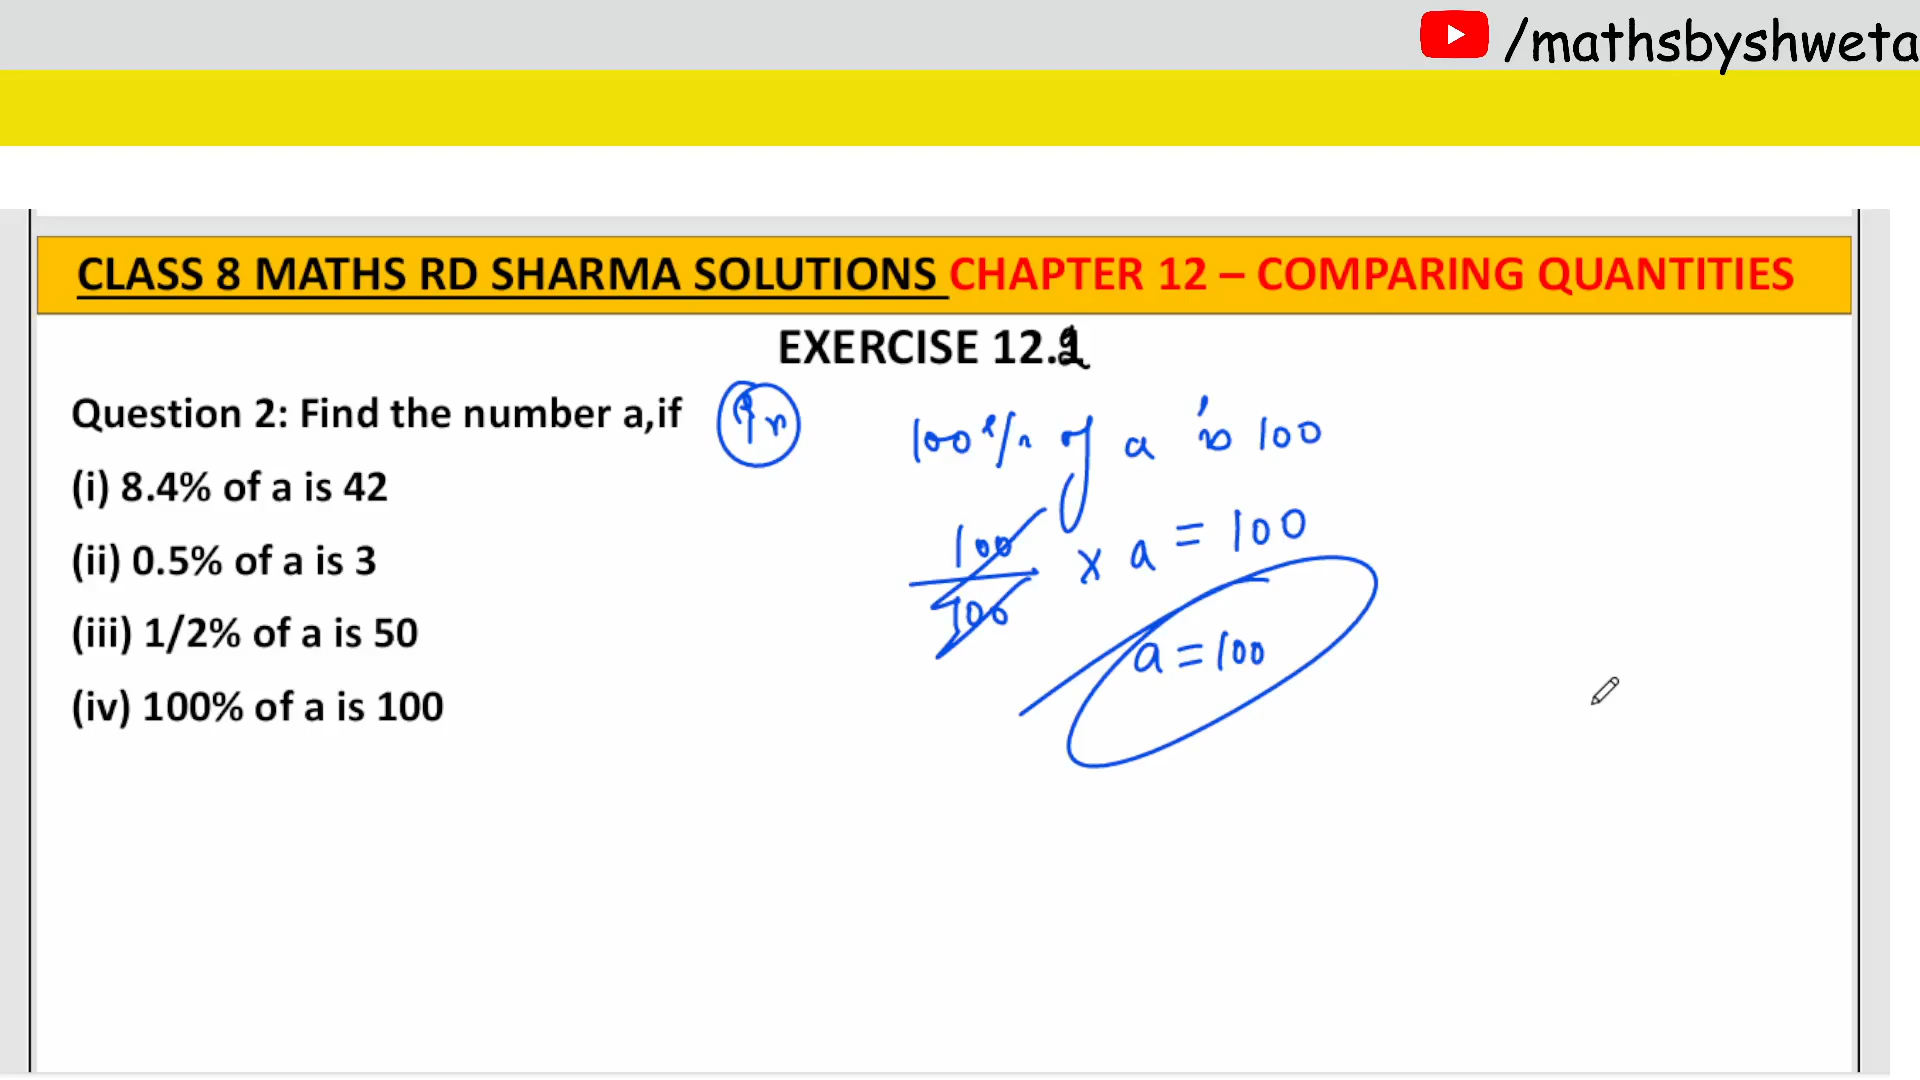 /mathsbyshweta
CLASS 8 MATHS RD SHARMA SOLUTIONS CHAPTER 12 – COMPARING QUANTITIES
EXERCISE 12.2
Question 2: Find the number a,if
(i) 8.4% of a is 42
(ii) 0.5% of a is 3
(iii) 1/2% of a is 50
(iv) 100% of a is 100
100% of a is 100
100/100 x a = 100
a = 100